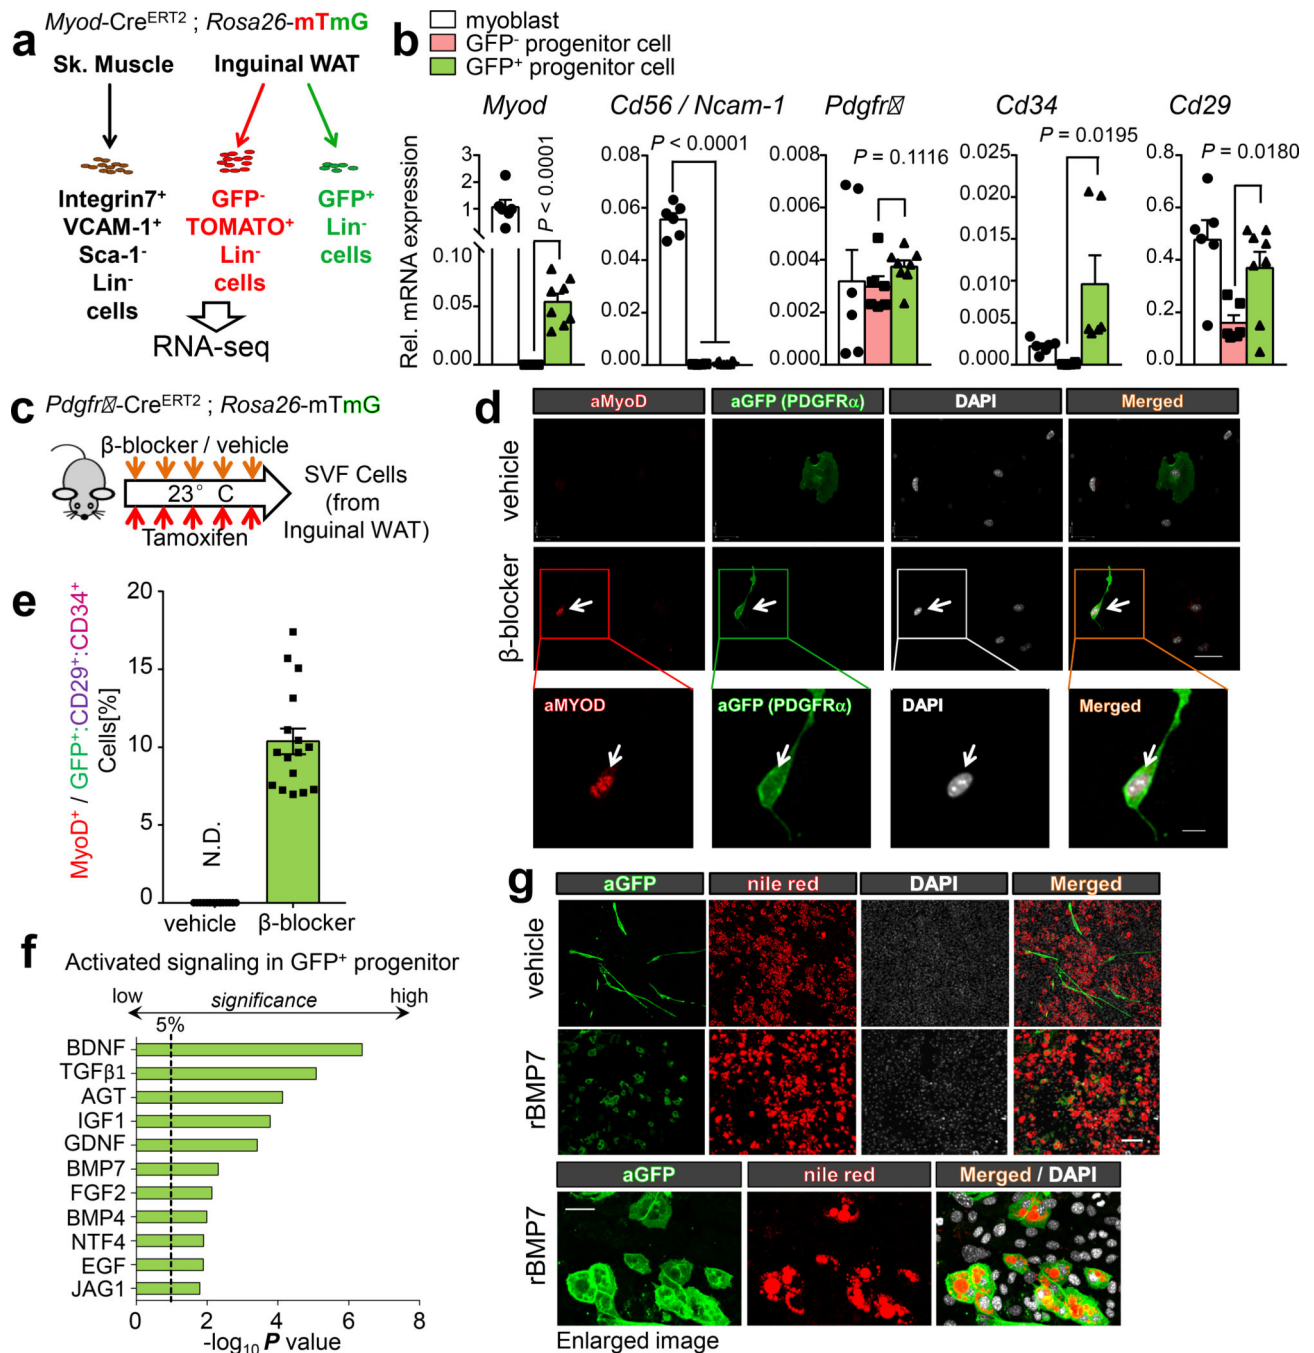 a
Myod-CreERT2 ; Rosa26-mTmG
Sk. Muscle
Inguinal WAT
Integrin7+
VCAM-1+
Sca-1-
Lin-
cells
GFP-
TOMATO+
Lin-
cells
GFP+
Lin-
cells
RNA-seq
b
myoblast
GFP- progenitor cell
GFP+ progenitor cell
Rel. mRNA expression
Myod
P < 0.0001
3
2
1
0.10
0.05
0.00
Cd56 / Ncam-1
P < 0.0001
0.08
0.06
0.04
0.02
0.00
Pdgfr☒
P = 0.1116
0.008
0.006
0.004
0.002
0.000
Cd34
P = 0.0195
0.025
0.020
0.015
0.010
0.005
0.000
Cd29
P = 0.0180
0.8
0.6
0.4
0.2
0.0
c
Pdgfr☒-CreERT2 ; Rosa26-mTmG
β-blocker / vehicle
23° C
Tamoxifen
SVF Cells
(from
Inguinal WAT)
d
aMyoD
aGFP (PDGFRα)
DAPI
Merged
vehicle
β-blocker
aMYOD
aGFP (PDGFRα)
DAPI
Merged
e
MyoD+ / GFP+:CD29+:CD34+
Cells[%]
20
15
10
5
0
N.D.
vehicle
β-blocker
f
Activated signaling in GFP+ progenitor
low
significance
high
5%
BDNF
TGFβ1
AGT
IGF1
GDNF
BMP7
FGF2
BMP4
NTF4
EGF
JAG1
0
2
4
6
8
-log10 P value
g
aGFP
nile red
DAPI
Merged
vehicle
rBMP7
aGFP
nile red
Merged / DAPI
rBMP7
Enlarged image